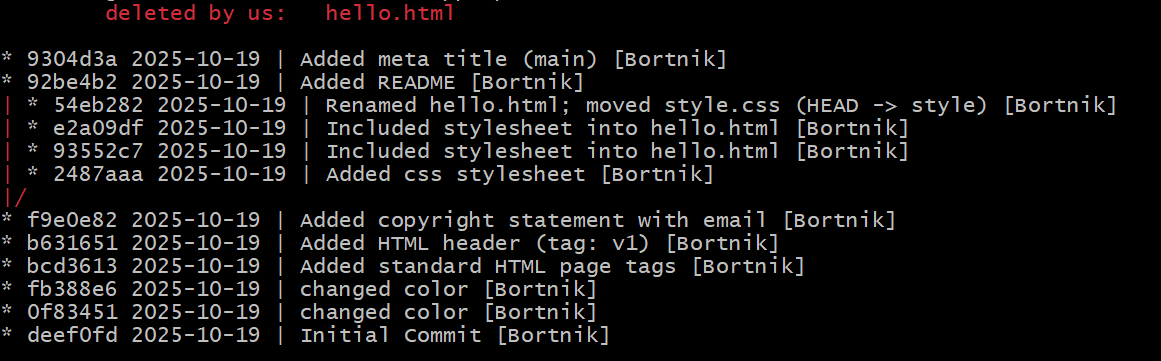 deleted by us:   hello.html
* 9304d3a 2025-10-19 | Added meta title (main) [Bortnik]
* 92be4b2 2025-10-19 | Added README [Bortnik]
| * 54eb282 2025-10-19 | Renamed hello.html; moved style.css (HEAD -> style) [Bortnik]
| * e2a09df 2025-10-19 | Included stylesheet into hello.html [Bortnik]
| * 93552c7 2025-10-19 | Included stylesheet into hello.html [Bortnik]
| * 2487aaa 2025-10-19 | Added css stylesheet [Bortnik]
|/
* f9e0e82 2025-10-19 | Added copyright statement with email [Bortnik]
* b631651 2025-10-19 | Added HTML header (tag: v1) [Bortnik]
* bcd3613 2025-10-19 | Added standard HTML page tags [Bortnik]
* fb388e6 2025-10-19 | changed color [Bortnik]
* 0f83451 2025-10-19 | changed color [Bortnik]
* deef0fd 2025-10-19 | Initial Commit [Bortnik]